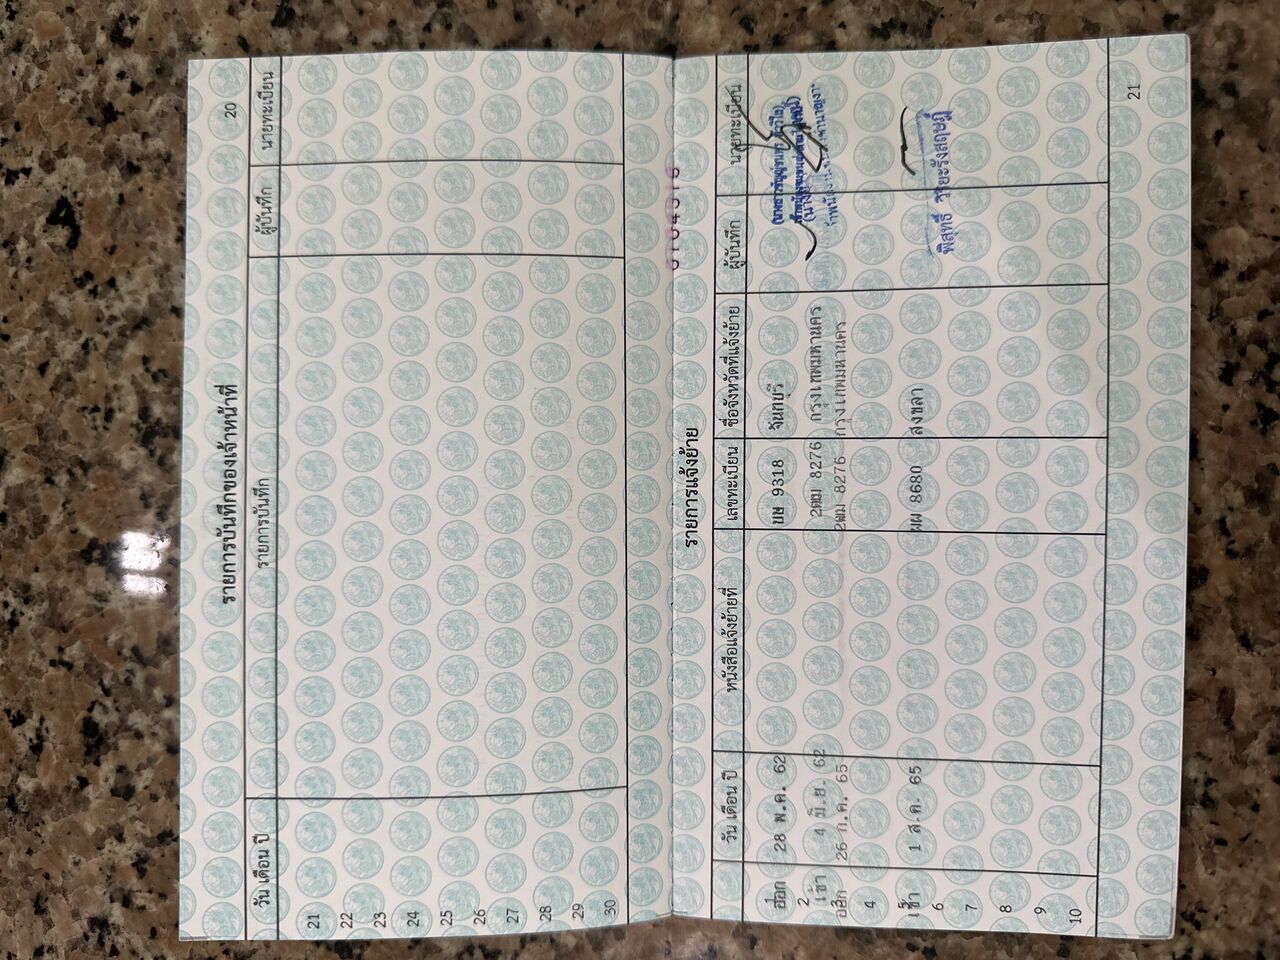 20
รายการบันทึกของเจ้าหน้าที่
วัน เดือน ปี รายการบันทึก ผู้บันทึก นายทะเบียน
21
22
23
24
25
26
27
28
29
30
รายการแจ้งย้าย
วัน เดือน ปี หนังสือแจ้งย้ายที่ เลขทะเบียน ชื่อจังหวัดที่แจ้งย้าย ผู้บันทึก นายทะเบียน
1
ออก 28 พ.ค. 62 9318 จันทบุรี
2
เข้า 4 มิ.ย. 62 2ฒม 8276 กรุงเทพมหานคร
ออก 26 ก.ค. 65 2ฒม 8276 กรุงเทพมหานคร
4
เข้า 1 ส.ค. 65 ผผ 8680 สงขลา
6 พิสุทธิ์
7
8
9
10
21